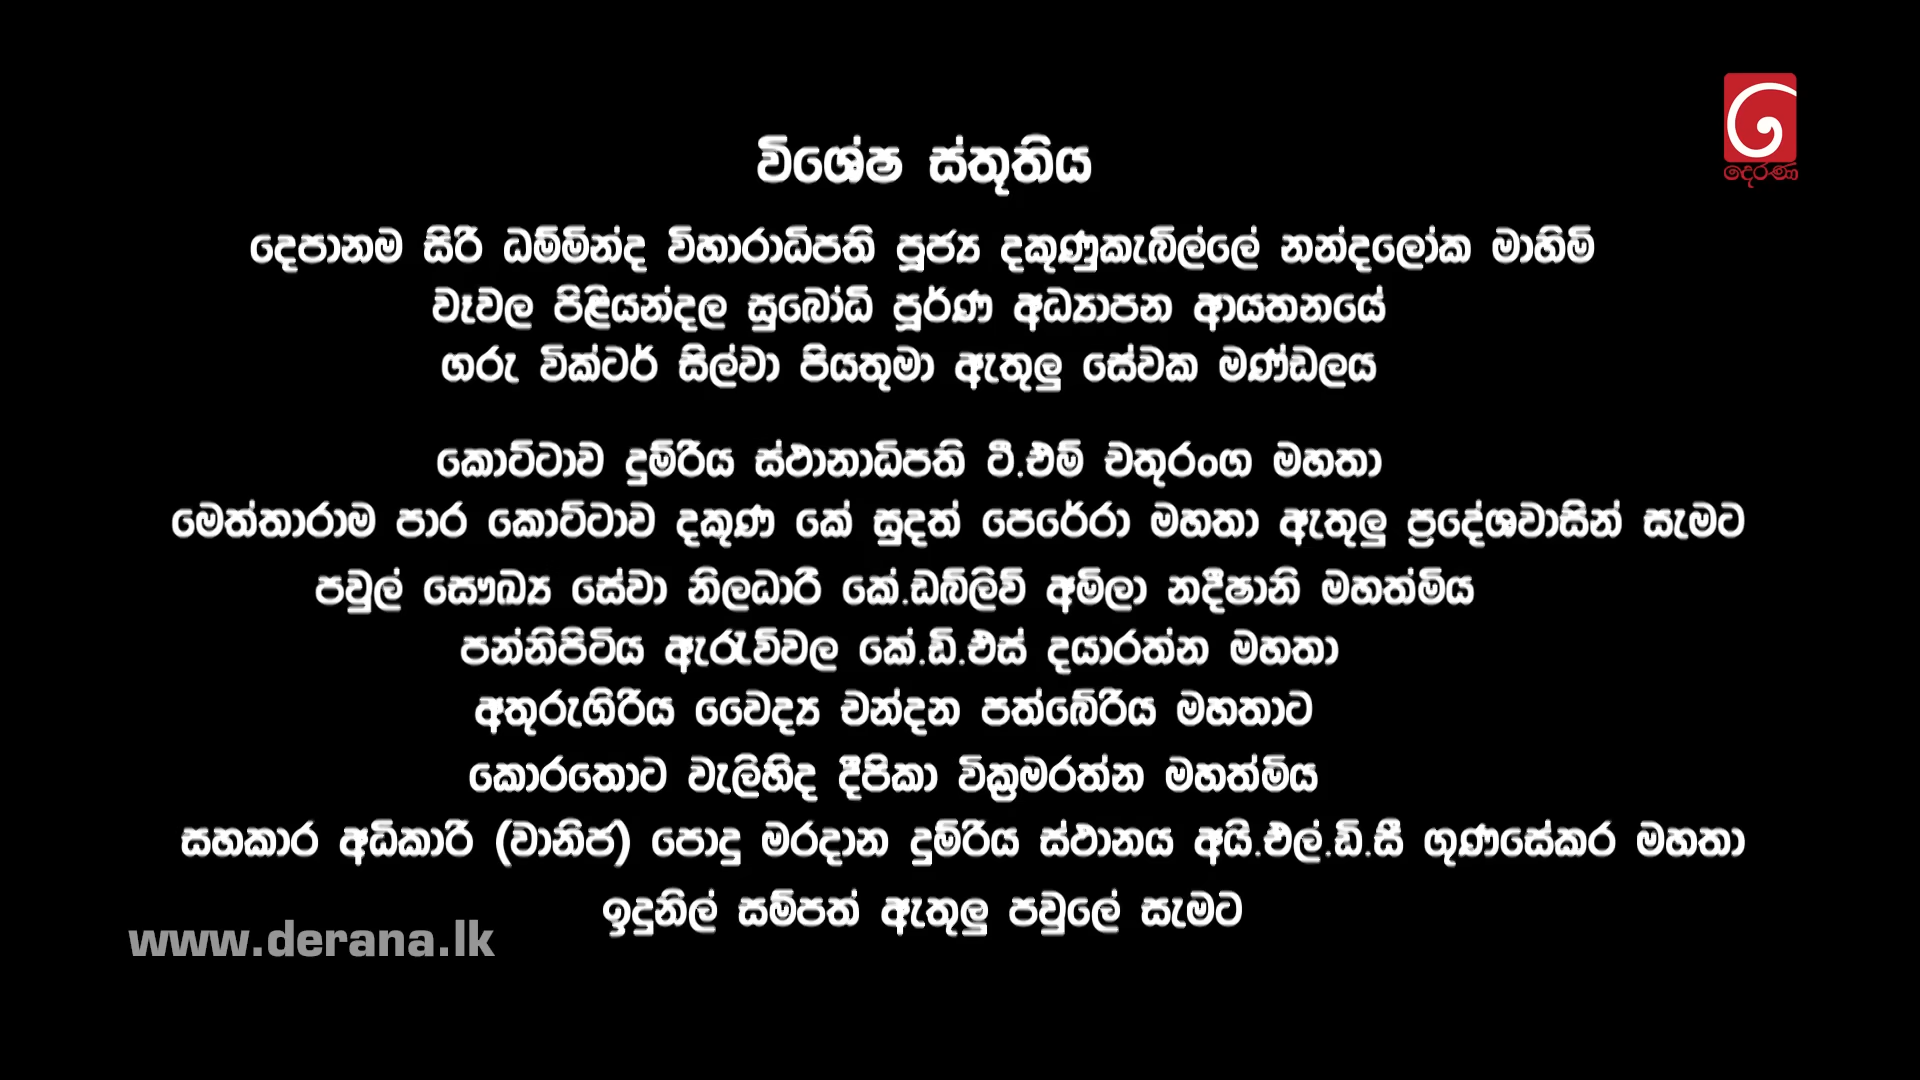 විශේෂ ස්තූතිය
දෙපානම සිරි ධම්මින්ද විහාරාධිපති පූජ්‍ය දකුණුකැබිල්ලේ නන්දලෝක මාහිමි
වෑවල පිළියන්දල සුබෝධි පූර්ණ අධ්‍යාපන ආයතනයේ
ගරු වික්ටර් සිල්වා පියතුමා ඇතුලු සේවක මණ්ඩලය
කොට්ටාව දුම්රිය ස්ථානාධිපති ටී.එම් චතුරංග මහතා
මෙත්තාරාම පාර කොට්ටාව දකුණ කේ සුදත් පෙරේරා මහතා ඇතුලු ප්‍රදේශවාසින් සැමට
පවුල් සෞඛ්‍ය සේවා නිලධාරී කේ.ඩබ්ලිව් අමිලා නදීෂානි මහත්මිය
පන්නිපිටිය ඇරැව්වල කේ.ඩී.එස් දයාරත්න මහතා
අතුරුගිරිය වෛද්‍ය චන්දන පත්බේරිය මහතාට
කොරතොට වැලිහිද දීපිකා වික්‍රමරත්න මහත්මිය
සහකාර අධිකාරි (වානිජ) පොදු මරදාන දුම්රිය ස්ථානය අයි.එල්.ඩී.සී ගුණසේකර මහතා
ඉදුනිල් සම්පත් ඇතුලු පවුලේ සැමට
දෙරණ
www.derana.lk